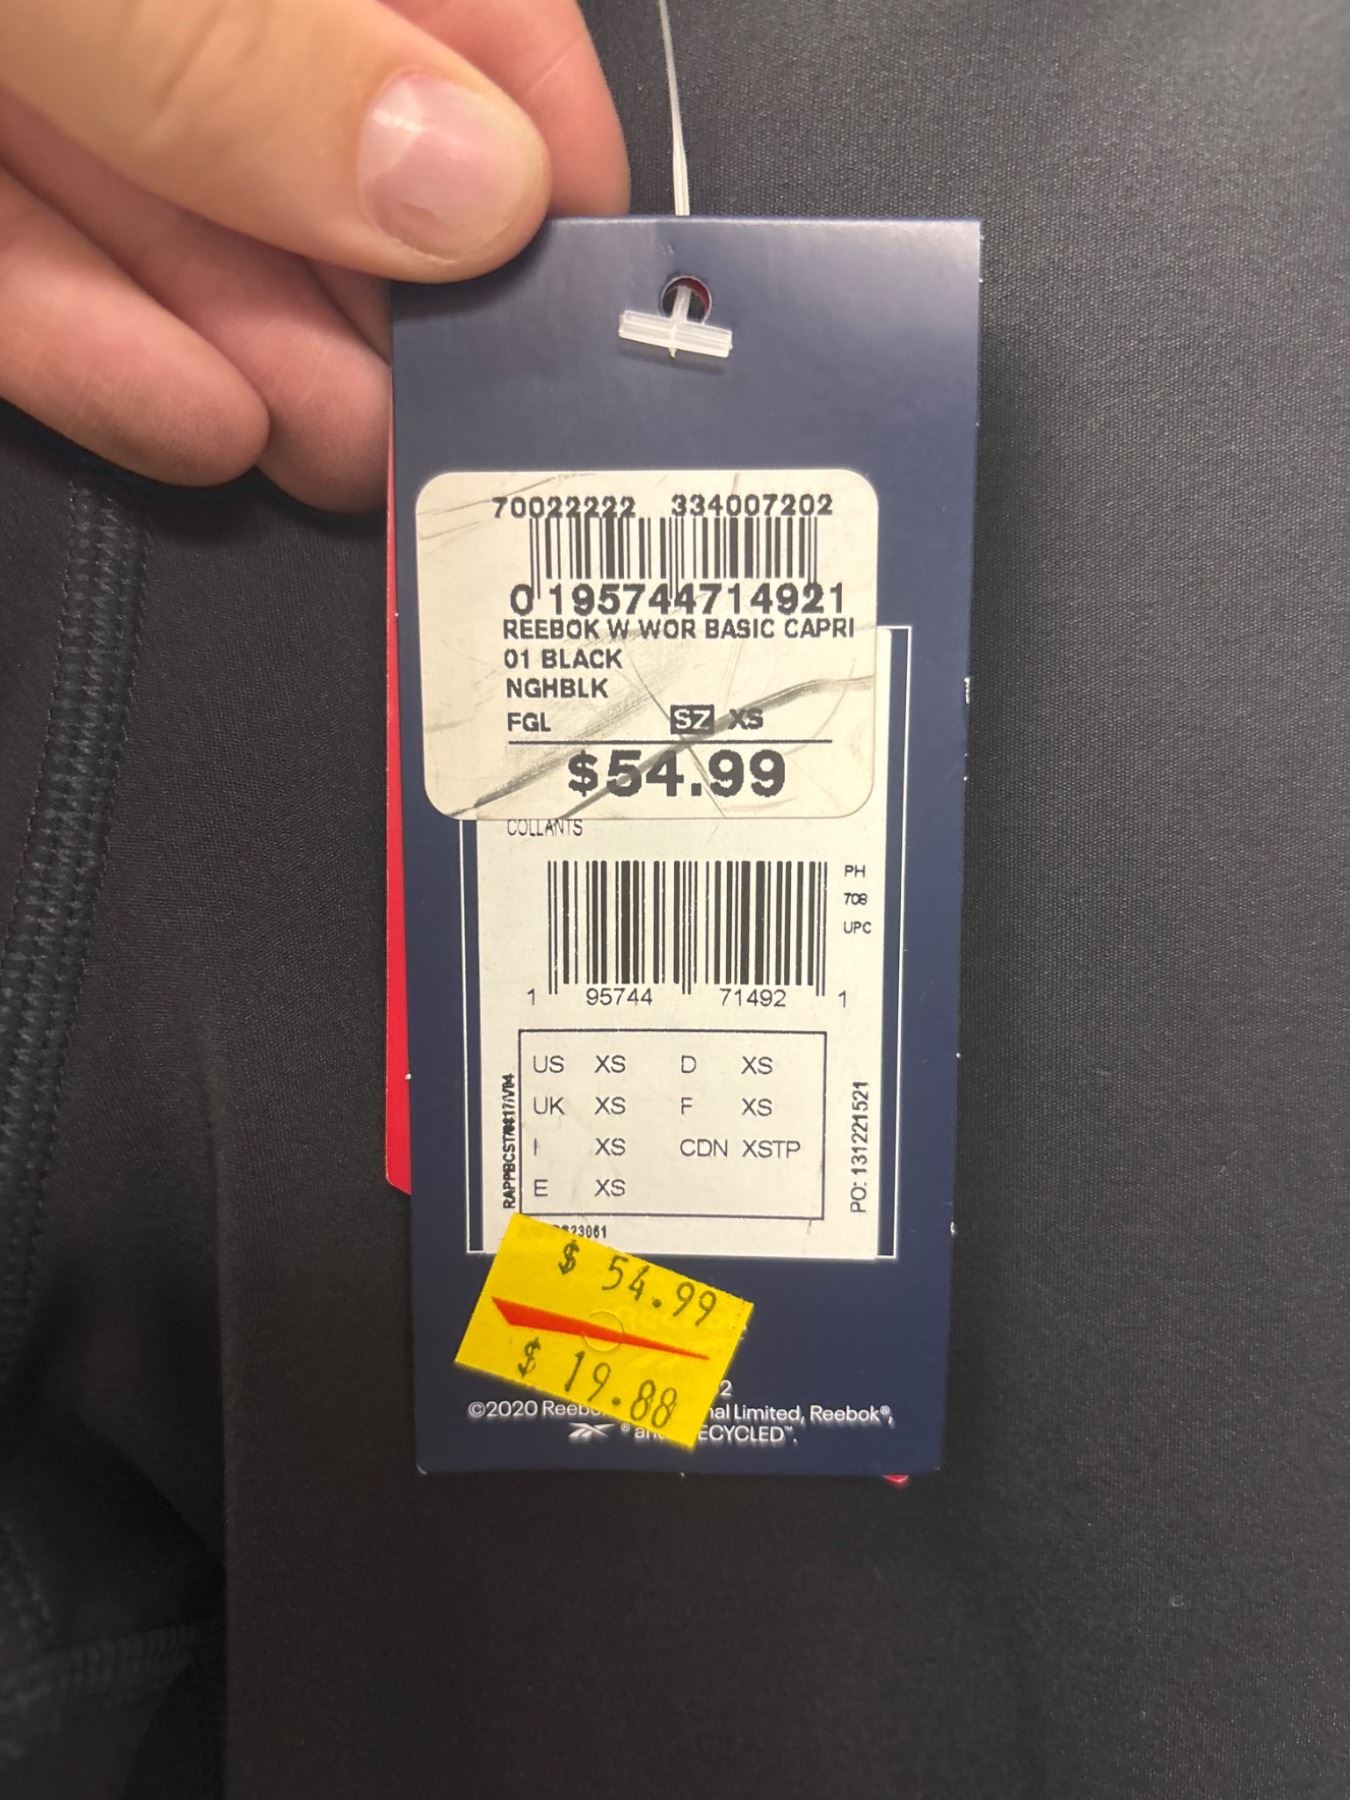 70022222 334007202
0 195744714921
REEBOK W WOR BASIC CAPRI
01 BLACK
NGHBLK
FGL SZ XS
$54.99
COLLANTS
PH
708
UPC
1 95744 71492 1
US XS D XS
UK XS F XS
I XS CDN XSTP
E XS
PO: 131221521
23061
$ 54.99
$ 19.88
2
©2020 Limited, Reebok®,
® ECYCLED™.